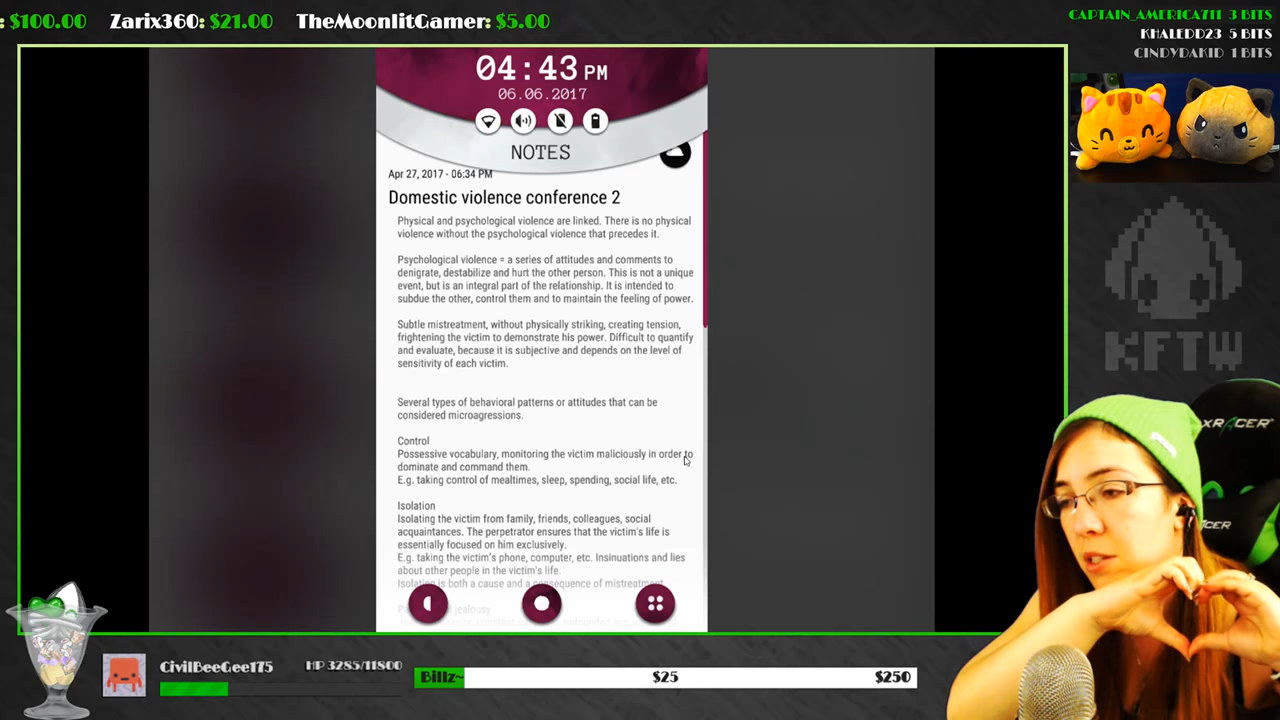 : $100.00 Zarix360: $21.00 TheMoonlitGamer: $5.00
CAPTAIN_AMERICA711 3 BITS
KHALEDD23 5 BITS
CINDYDAKID 1 BITS
04:43 PM
06.06.2017
NOTES
Apr 27, 2017 - 06:34 PM
Domestic violence conference 2
Physical and psychological violence are linked. There is no physical
violence without the psychological violence that precedes it.
Psychological violence = a series of attitudes and comments to
denigrate, destabilize and hurt the other person. This is not a unique
event, but is an integral part of the relationship. It is intended to
subdue the other, control them and to maintain the feeling of power.
Subtle mistreatment, without physically striking, creating tension,
frightening the victim to demonstrate his power. Difficult to quantify
and evaluate, because it is subjective and depends on the level of
sensitivity of each victim.
Several types of behavioral patterns or attitudes that can be
considered microagressions.
Control
Possessive vocabulary, monitoring the victim maliciously in order to
dominate and command them.
E.g. taking control of mealtimes, sleep, spending, social life, etc.
Isolation
Isolating the victim from family, friends, colleagues, social
acquaintances. The perpetrator ensures that the victim's life is
essentially focused on him exclusively.
E.g. taking the victim's phone, computer, etc. Insinuations and lies
about other people in the victim's life.
Isolation is both a cause and a consequence of mistreatment
jealousy
KFTW
XRACER
CER
CivilBeeGee175 HP 3285/11800
Billz~ $25 $250